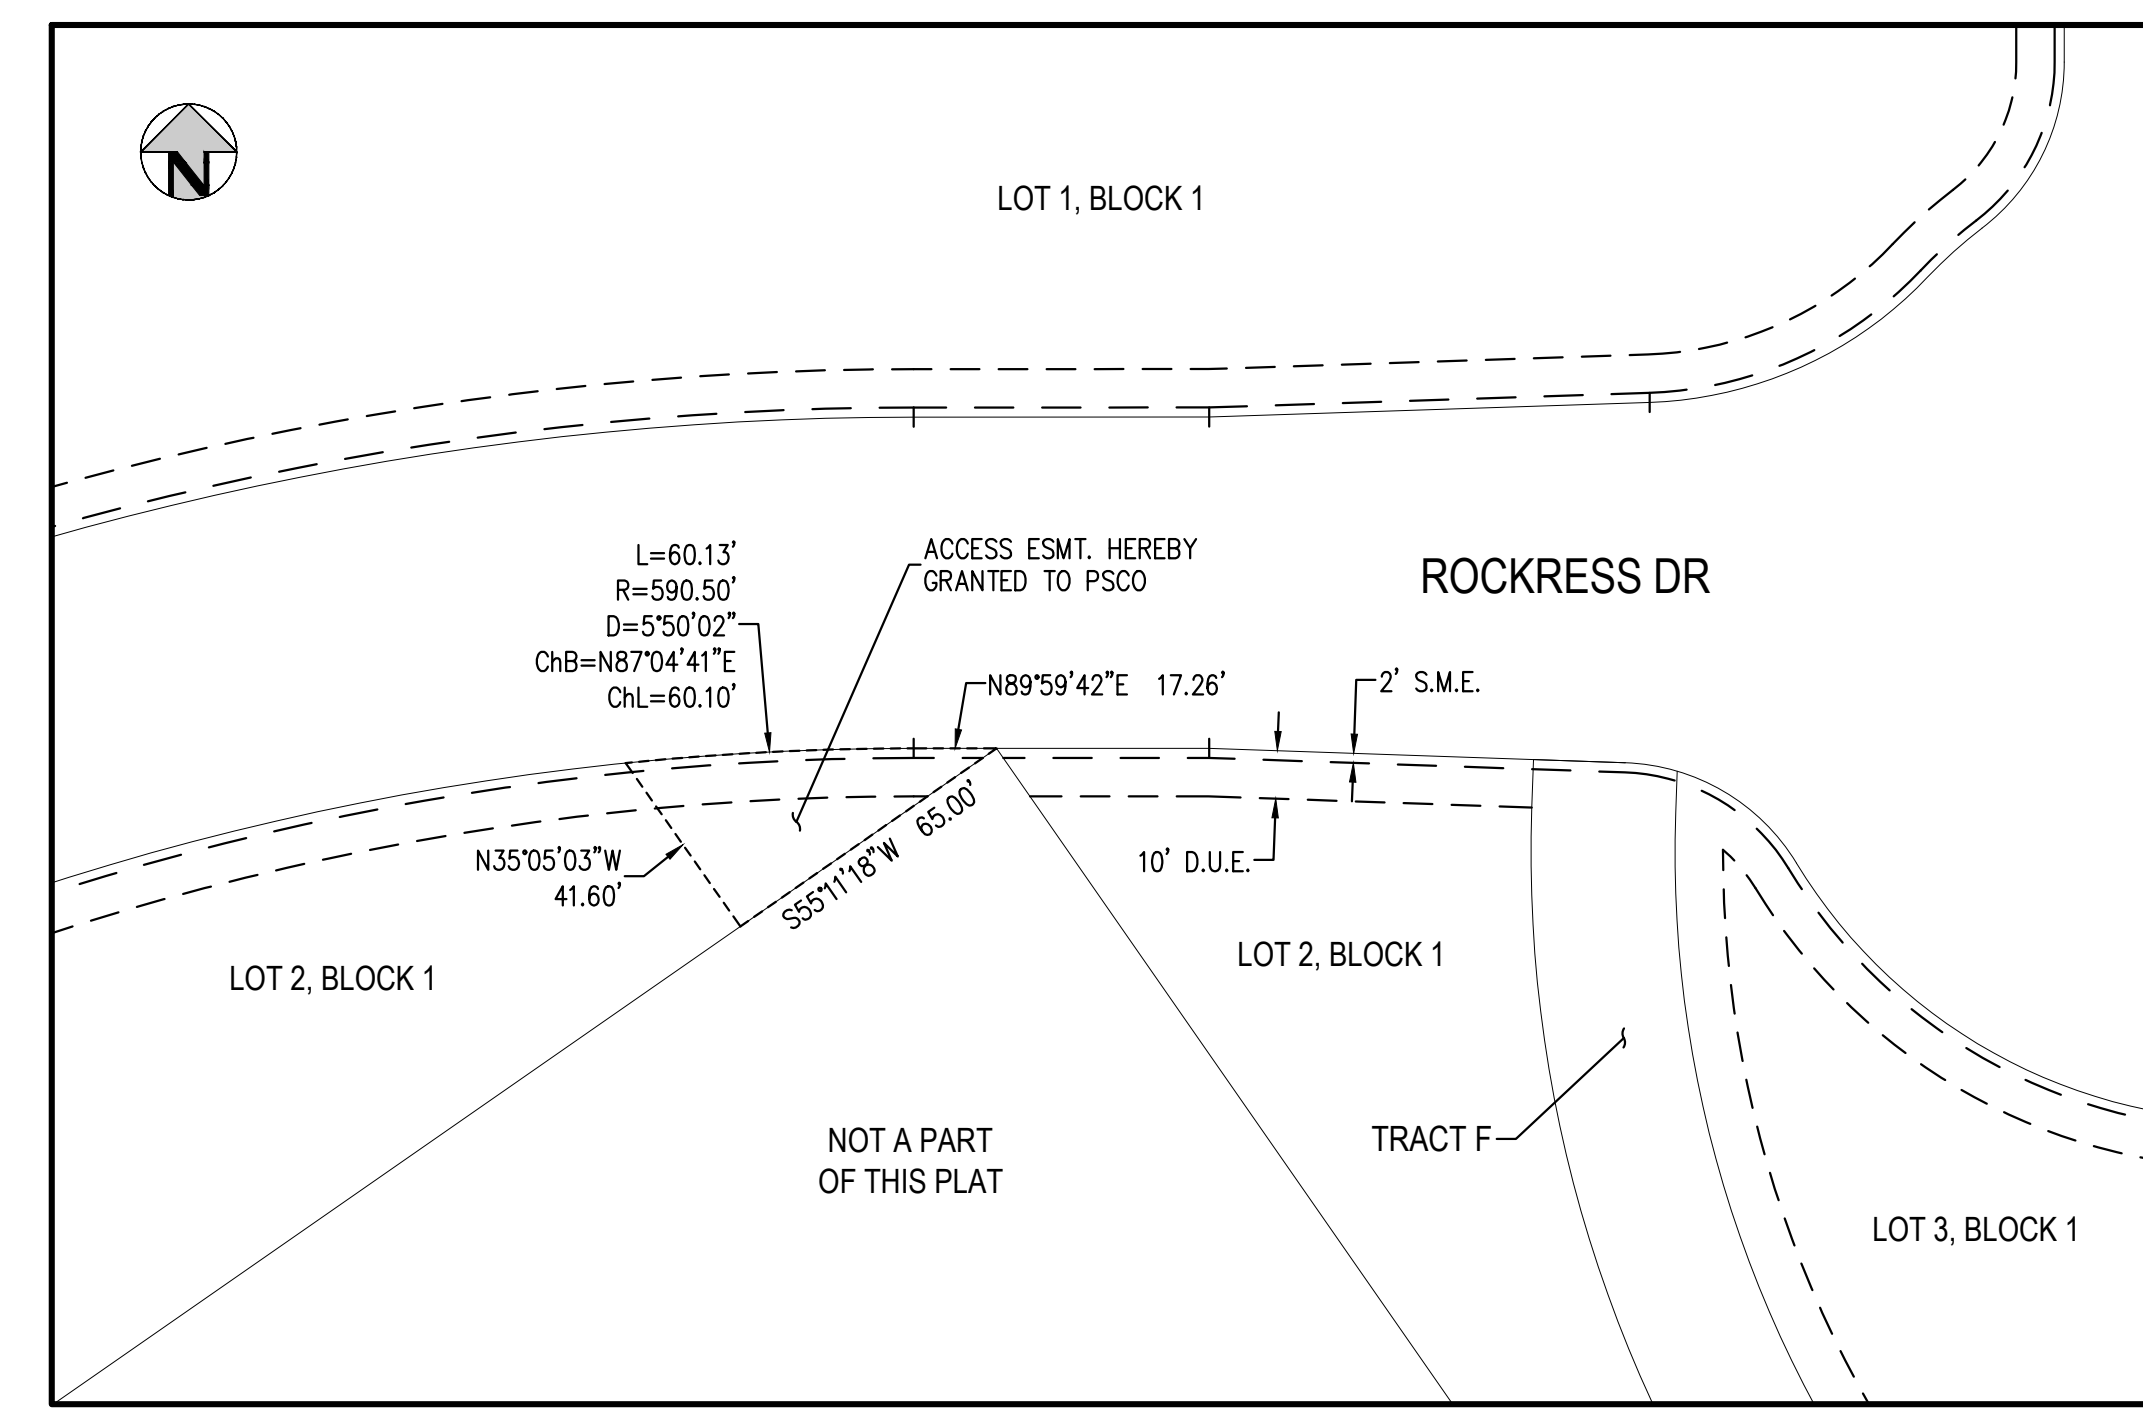 N
LOT 1, BLOCK 1
L=60.13'
R=590.50'
D=5°50'02"
ChB=N87°04'41"E
ChL=60.10'
ACCESS ESMT. HEREBY
GRANTED TO PSCO
ROCKRESS DR
N89°59'42"E 17.26'
2' S.M.E.
N35°05'03"W
41.60'
S55°11'18"W 65.00'
10' D.U.E.
LOT 2, BLOCK 1
LOT 2, BLOCK 1
NOT A PART
OF THIS PLAT
TRACT F
LOT 3, BLOCK 1